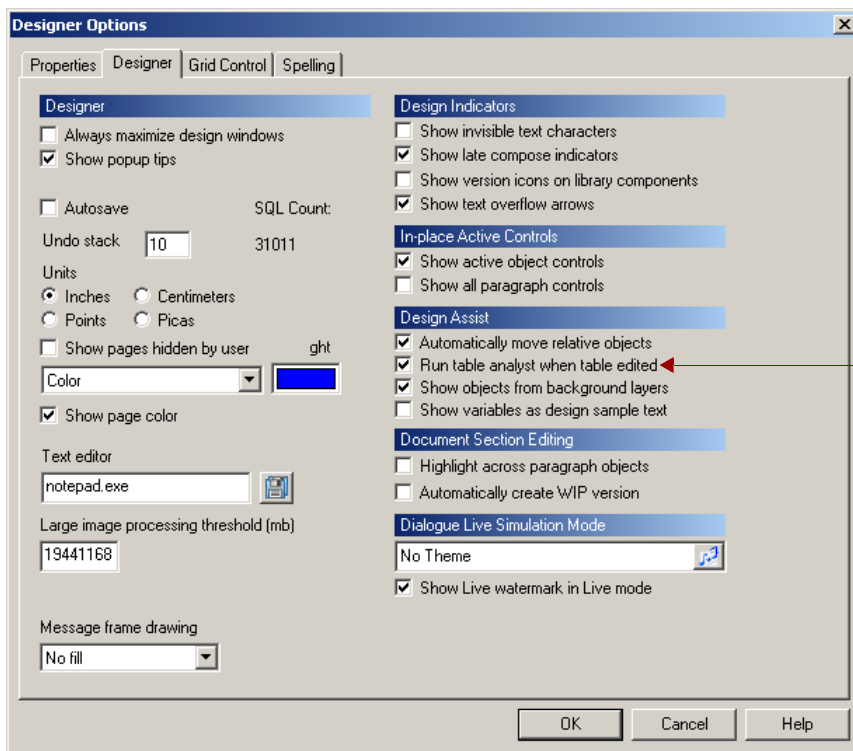 Designer Options
Properties Designer Grid Control Spelling
Designer
Always maximize design windows
Show popup tips
Autosave SQL Count:
Undo stack 10 31011
Units
Inches Centimeters
Points Picas
Show pages hidden by user ght
Color
Show page color
Text editor
notepad.exe
Large image processing threshold (mb)
19441168
Message frame drawing
No fill
Design Indicators
Show invisible text characters
Show late compose indicators
Show version icons on library components
Show text overflow arrows
In-place Active Controls
Show active object controls
Show all paragraph controls
Design Assist
Automatically move relative objects
Run table analyst when table edited
Show objects from background layers
Show variables as design sample text
Document Section Editing
Highlight across paragraph objects
Automatically create WIP version
Dialogue Live Simulation Mode
No Theme
Show Live watermark in Live mode
OK Cancel Help